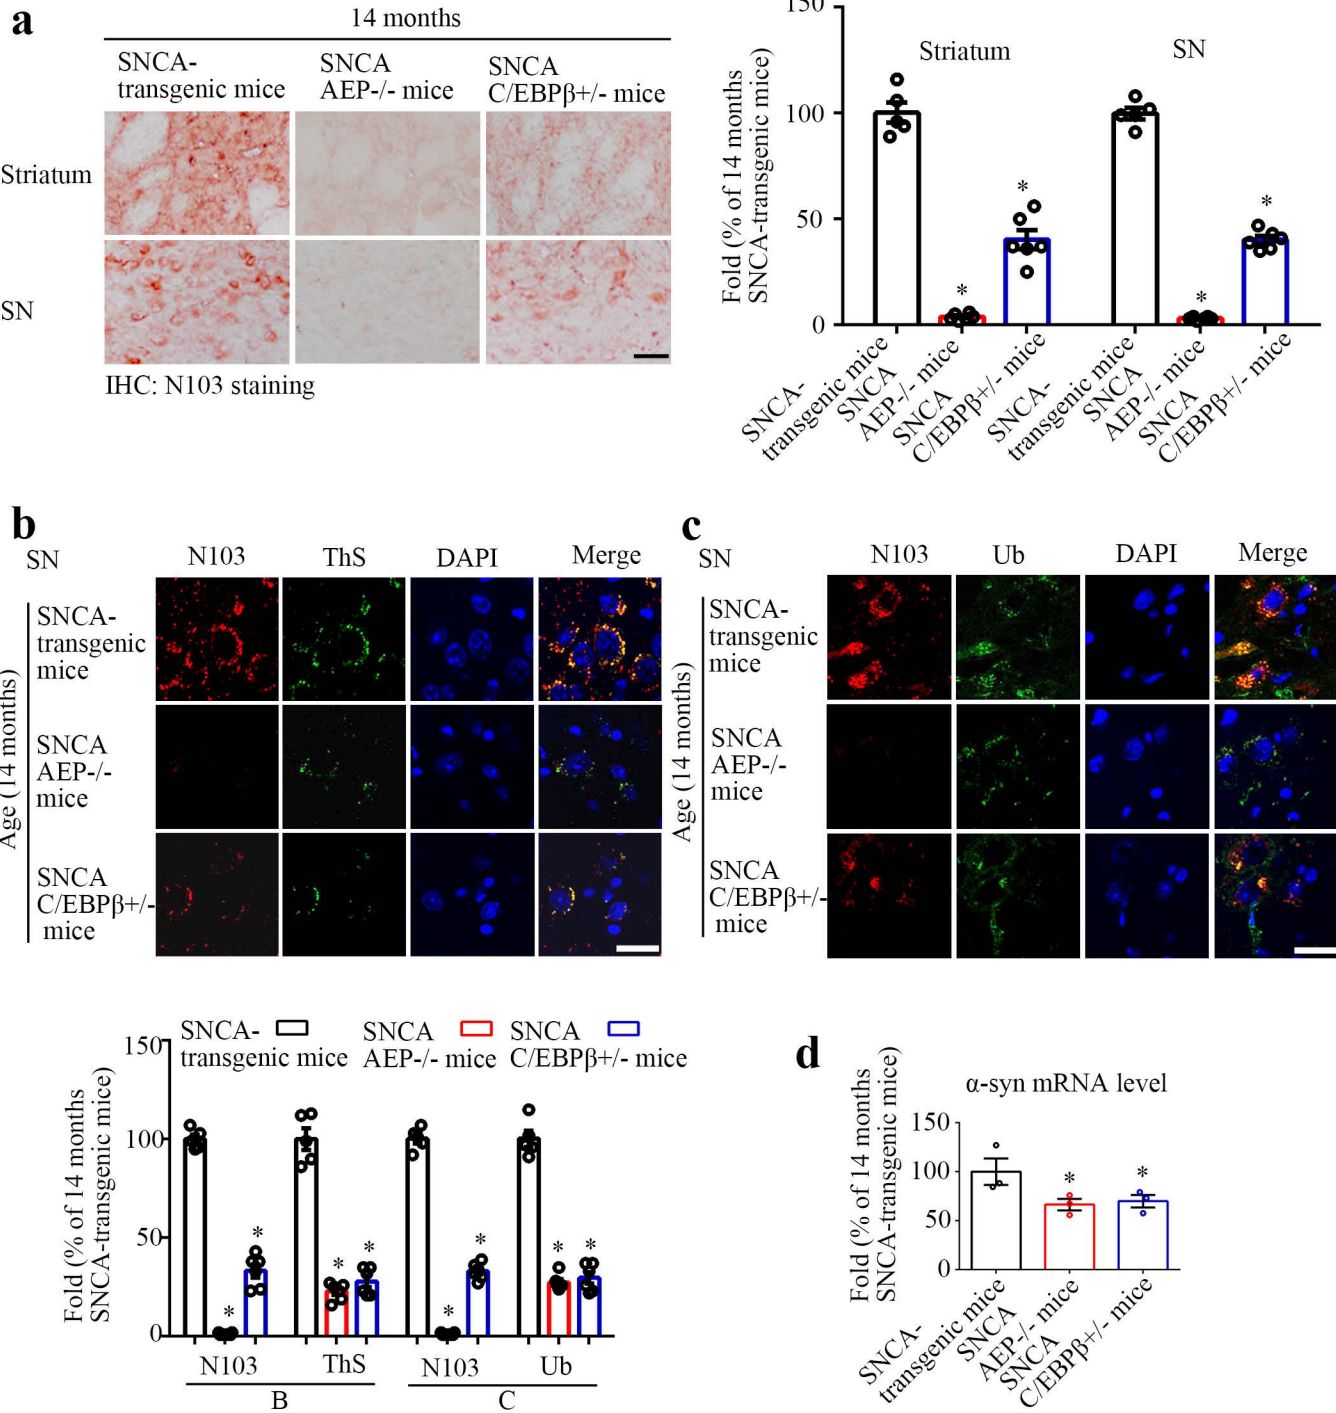 a
14 months
SNCA-
transgenic mice
SNCA
AEP-/- mice
SNCA
C/EBPβ+/- mice
Striatum
SN
IHC: N103 staining
Fold (% of 14 months
SNCA-transgenic mice)
150
100
50
0
Striatum
SN
*
*
*
*
SNCA-
transgenic mice
SNCA
AEP-/- mice
SNCA
C/EBPβ+/- mice
SNCA-
transgenic mice
SNCA
AEP-/- mice
SNCA
C/EBPβ+/- mice
b
SN
N103
ThS
DAPI
Merge
Age (14 months)
SNCA-
transgenic
mice
SNCA
AEP-/-
mice
SNCA
C/EBPβ+/-
mice
c
SN
N103
Ub
DAPI
Merge
Age (14 months)
SNCA-
transgenic
mice
SNCA
AEP-/-
mice
SNCA
C/EBPβ+/-
mice
SNCA-
transgenic mice
SNCA
AEP-/- mice
SNCA
C/EBPβ+/- mice
Fold (% of 14 months
SNCA-transgenic mice)
150
100
50
0
*
*
*
*
*
*
*
*
N103
ThS
N103
Ub
B
C
d
α-syn mRNA level
Fold (% of 14 months
SNCA-transgenic mice)
150
100
50
0
*
*
SNCA-
transgenic mice
SNCA
AEP-/- mice
SNCA
C/EBPβ+/- mice